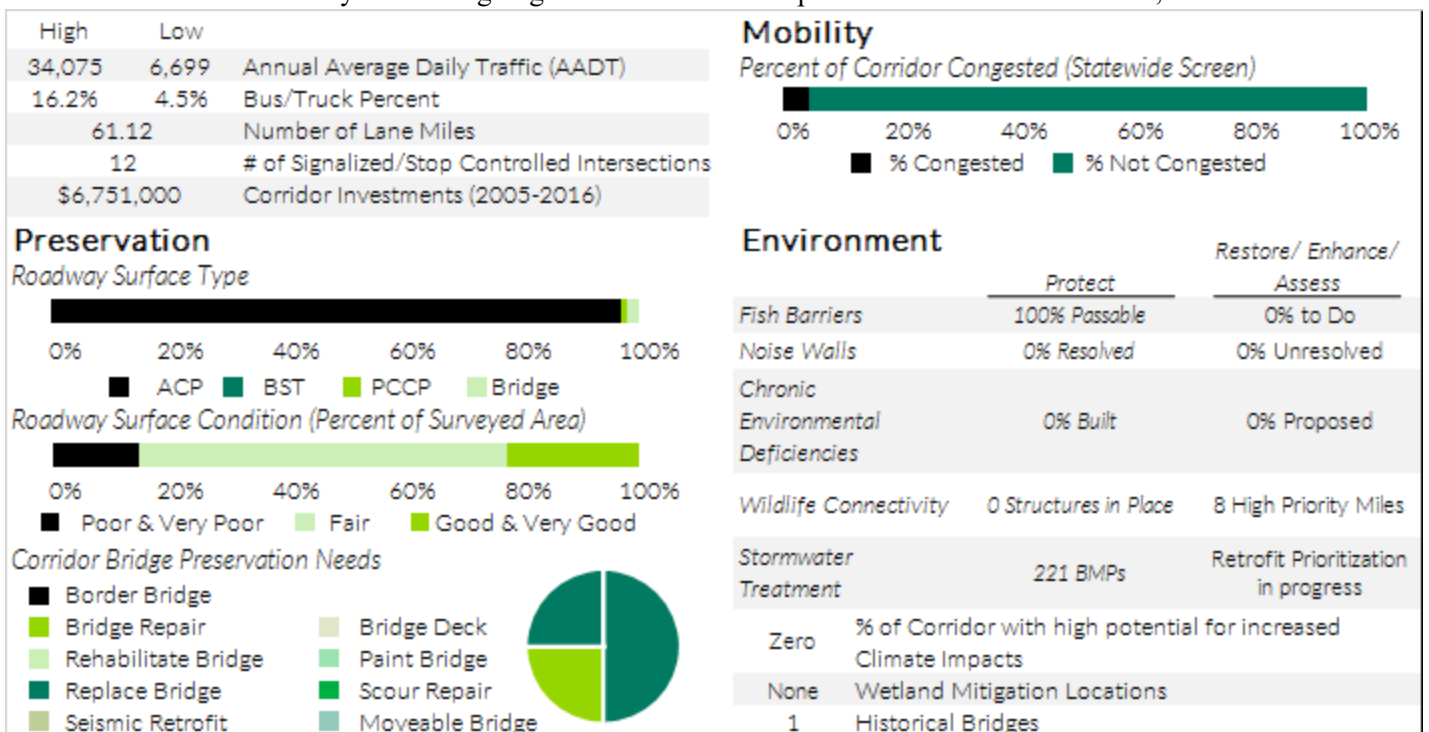 High Low
34,075 6,699 Annual Average Daily Traffic (AADT)
16.2% 4.5% Bus/Truck Percent
61.12 Number of Lane Miles
12 # of Signalized/Stop Controlled Intersections
$6,751,000 Corridor Investments (2005-2016)
Preservation
Roadway Surface Type
0% 20% 40% 60% 80% 100%
ACP BST PCCP Bridge
Roadway Surface Condition (Percent of Surveyed Area)
0% 20% 40% 60% 80% 100%
Poor & Very Poor Fair Good & Very Good
Corridor Bridge Preservation Needs
Border Bridge
Bridge Repair Bridge Deck
Rehabilitate Bridge Paint Bridge
Replace Bridge Scour Repair
Seismic Retrofit Moveable Bridge
Mobility
Percent of Corridor Congested (Statewide Screen)
0% 20% 40% 60% 80% 100%
% Congested % Not Congested
Environment
Restore/ Enhance/
Protect Assess
Fish Barriers 100% Passable 0% to Do
Noise Walls 0% Resolved 0% Unresolved
Chronic
Environmental 0% Built 0% Proposed
Deficiencies
Wildlife Connectivity 0 Structures in Place 8 High Priority Miles
Stormwater Retrofit Prioritization
Treatment 221 BMPs in progress
Zero % of Corridor with high potential for increased
Climate Impacts
None Wetland Mitigation Locations
1 Historical Bridges